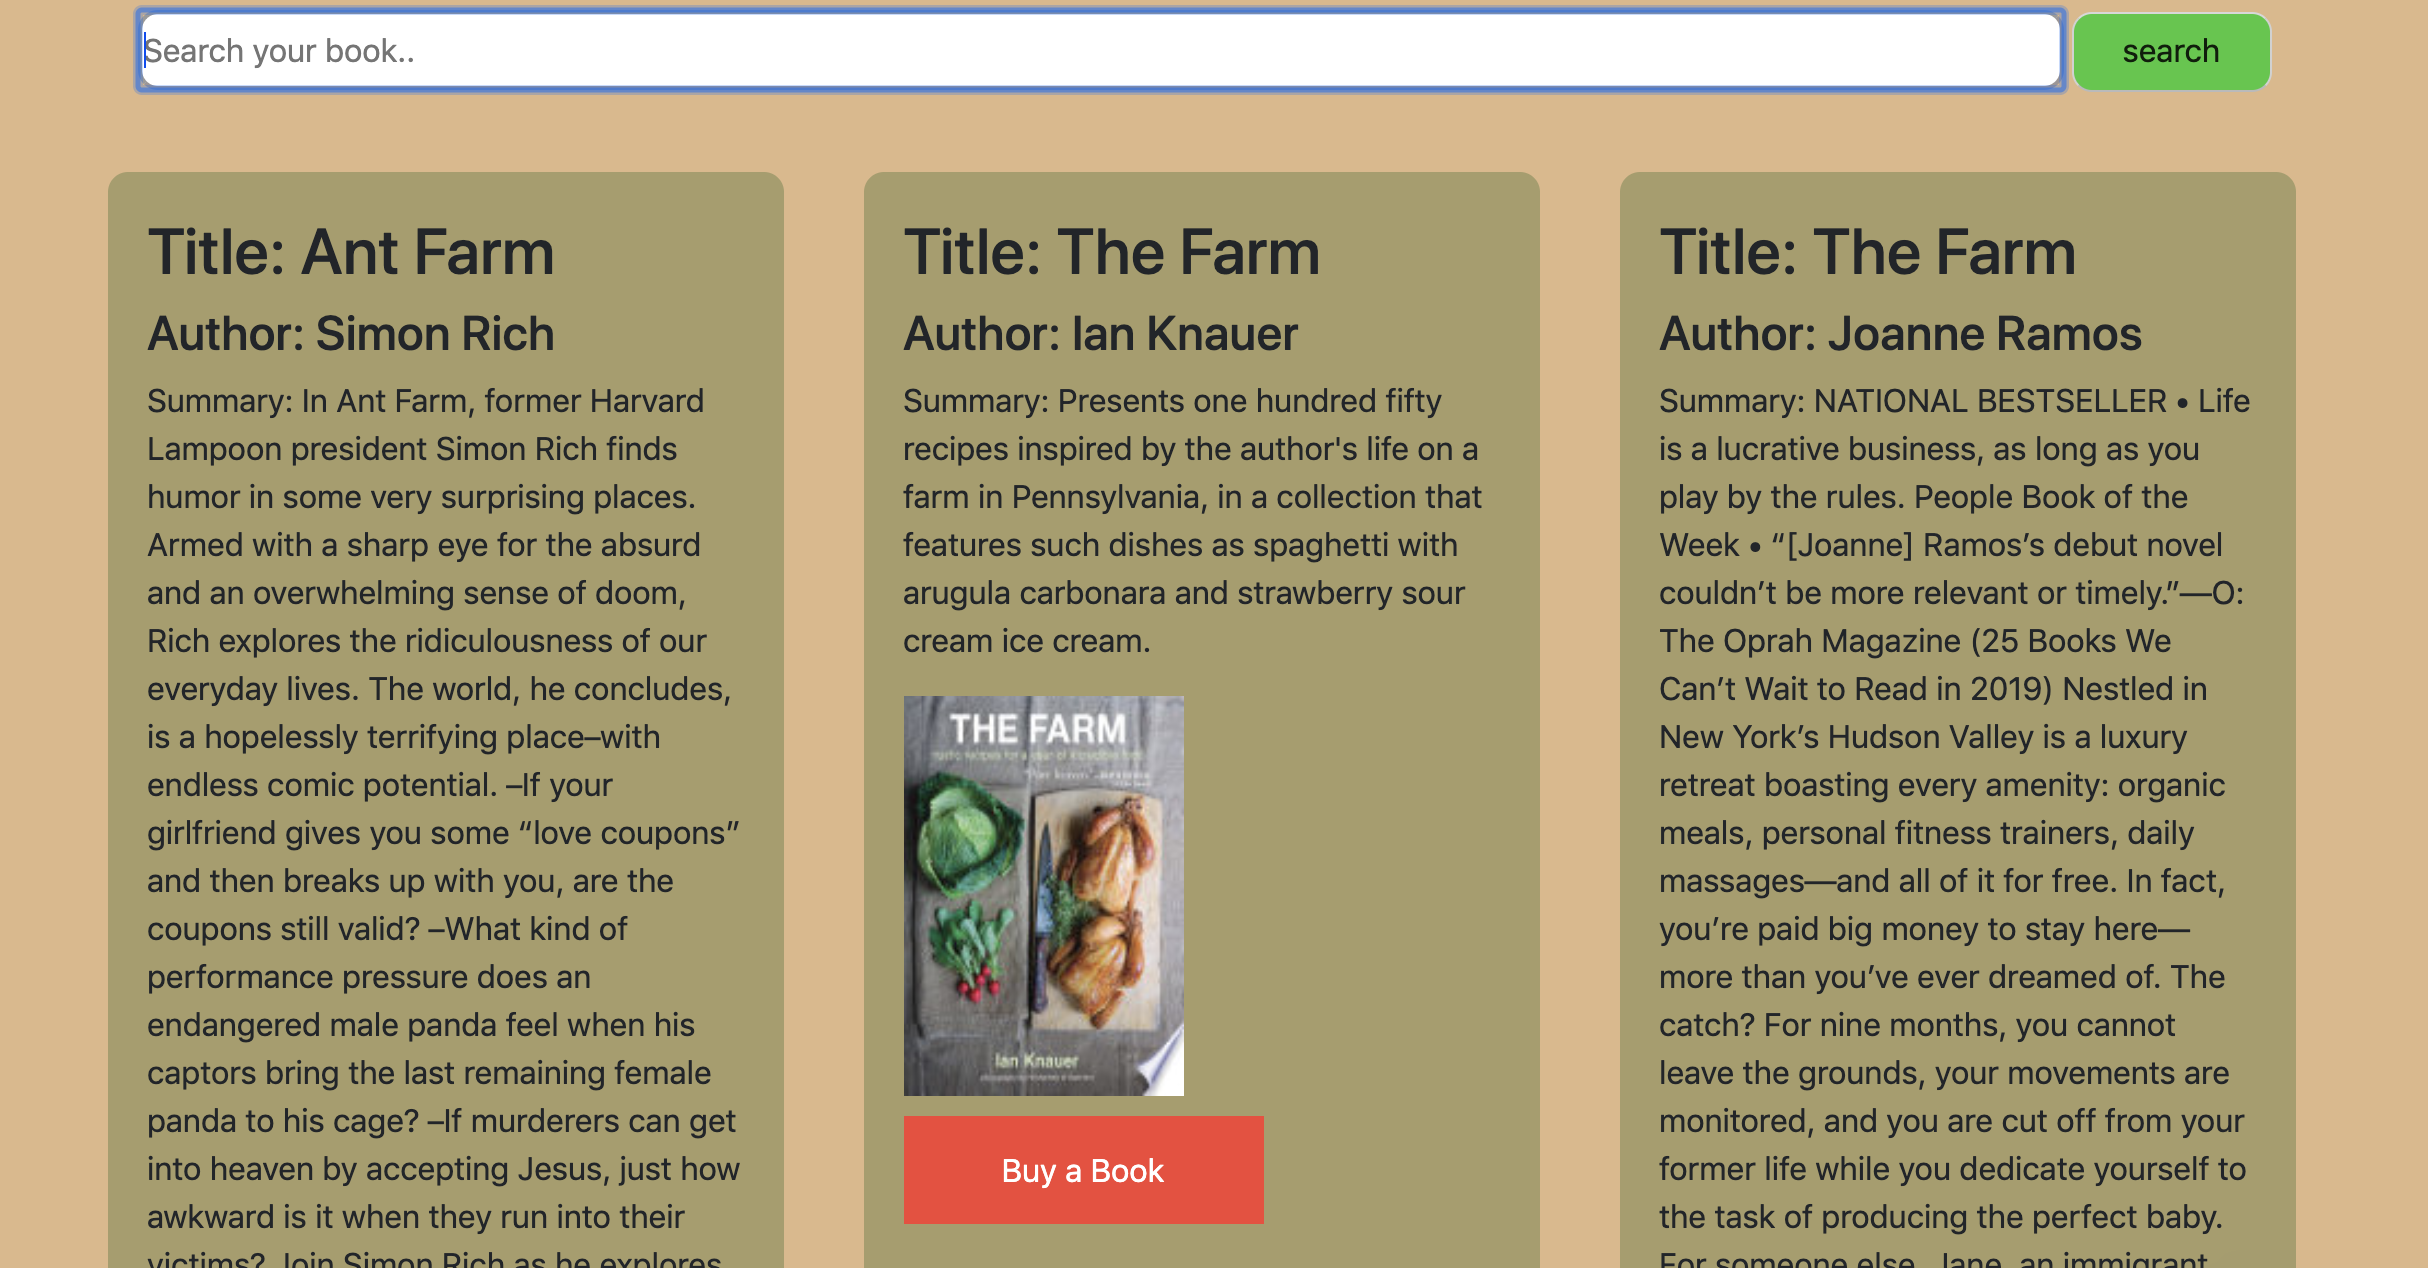 Search your book..
search
Title: Ant Farm
Author: Simon Rich
Summary: In Ant Farm, former Harvard
Lampoon president Simon Rich finds
humor in some very surprising places.
Armed with a sharp eye for the absurd
and an overwhelming sense of doom,
Rich explores the ridiculousness of our
everyday lives. The world, he concludes,
is a hopelessly terrifying place–with
endless comic potential. –If your
girlfriend gives you some “love coupons”
and then breaks up with you, are the
coupons still valid? –What kind of
performance pressure does an
endangered male panda feel when his
captors bring the last remaining female
panda to his cage? –If murderers can get
into heaven by accepting Jesus, just how
awkward is it when they run into their
victims? Join Simon Rich as he explores
Title: The Farm
Author: Ian Knauer
Summary: Presents one hundred fifty
recipes inspired by the author's life on a
farm in Pennsylvania, in a collection that
features such dishes as spaghetti with
arugula carbonara and strawberry sour
cream ice cream.
THE FARM
Ian Knauer
Buy a Book
Title: The Farm
Author: Joanne Ramos
Summary: NATIONAL BESTSELLER • Life
is a lucrative business, as long as you
play by the rules. People Book of the
Week • “[Joanne] Ramos’s debut novel
couldn’t be more relevant or timely.”—O:
The Oprah Magazine (25 Books We
Can’t Wait to Read in 2019) Nestled in
New York’s Hudson Valley is a luxury
retreat boasting every amenity: organic
meals, personal fitness trainers, daily
massages—and all of it for free. In fact,
you’re paid big money to stay here—
more than you’ve ever dreamed of. The
catch? For nine months, you cannot
leave the grounds, your movements are
monitored, and you are cut off from your
former life while you dedicate yourself to
the task of producing the perfect baby.
For someone else. Jane, an immigrant